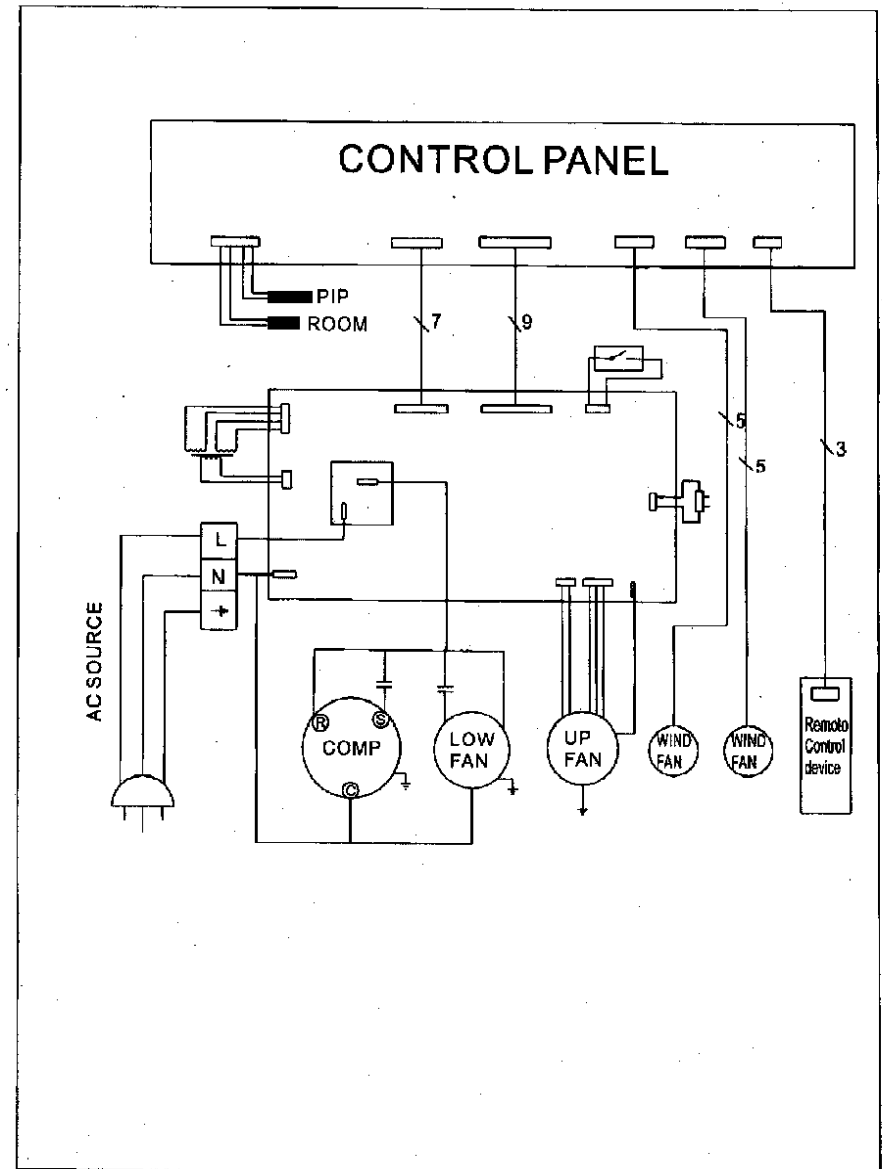 CONTROL PANEL
PIP
ROOM
7
9
5
5
3
L
N
AC SOURCE
R
S
COMP
C
LOW
FAN
UP
FAN
WIND
FAN
WIND
FAN
Remoto
Control
device